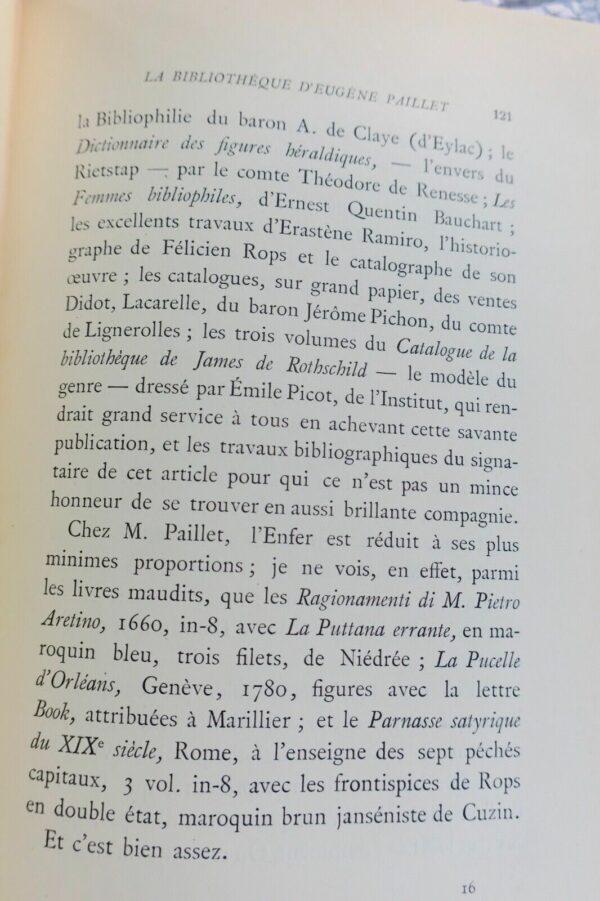 LA BIBLIOTHÈQUE D'EUGÈNE PAILLET 121
la Bibliophilie du baron A. de Claye (d'Eylac) ; le
Dictionnaire des figures héraldiques, — l'envers du
Rietstap — par le comte Théodore de Renesse ; Les
Femmes bibliophiles, d'Ernest Quentin Bauchart ;
les excellents travaux d'Erastène Ramiro, l'historio-
graphe de Félicien Rops et le catalographe de son
œuvre ; les catalogues, sur grand papier, des ventes
Didot, Lacarelle, du baron Jérôme Pichon, du comte
de Lignerolles ; les trois volumes du Catalogue de la
bibliothèque de James de Rothschild — le modèle du
genre — dressé par Émile Picot, de l'Institut, qui ren-
drait grand service à tous en achevant cette savante
publication, et les travaux bibliographiques du signa-
taire de cet article pour qui ce n'est pas un mince
honneur de se trouver en aussi brillante compagnie.
Chez M. Paillet, l'Enfer est réduit à ses plus
minimes proportions ; je ne vois, en effet, parmi
les livres maudits, que les Ragionamenti di M. Pietro
Aretino, 1660, in-8, avec La Puttana errante, en ma-
roquin bleu, trois filets, de Niédrée ; La Pucelle
d'Orléans, Genève, 1780, figures avec la lettre
Book, attribuées à Marillier ; et le Parnasse satyrique
du XIXe siècle, Rome, à l'enseigne des sept péchés
capitaux, 3 vol. in-8, avec les frontispices de Rops
en double état, maroquin brun janséniste de Cuzin.
Et c'est bien assez.
16